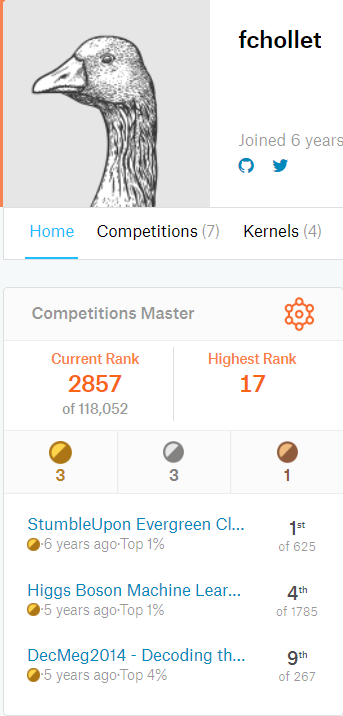 fchollet
Joined 6 years
Home Competitions (7) Kernels (4)
Competitions Master
Current Rank Highest Rank
2857 17
of 118,052
3 3 1
StumbleUpon Evergreen Cl... 1st
·6 years ago·Top 1% of 625
Higgs Boson Machine Lear... 4th
·5 years ago·Top 1% of 1785
DecMeg2014 - Decoding th... 9th
·5 years ago·Top 4% of 267